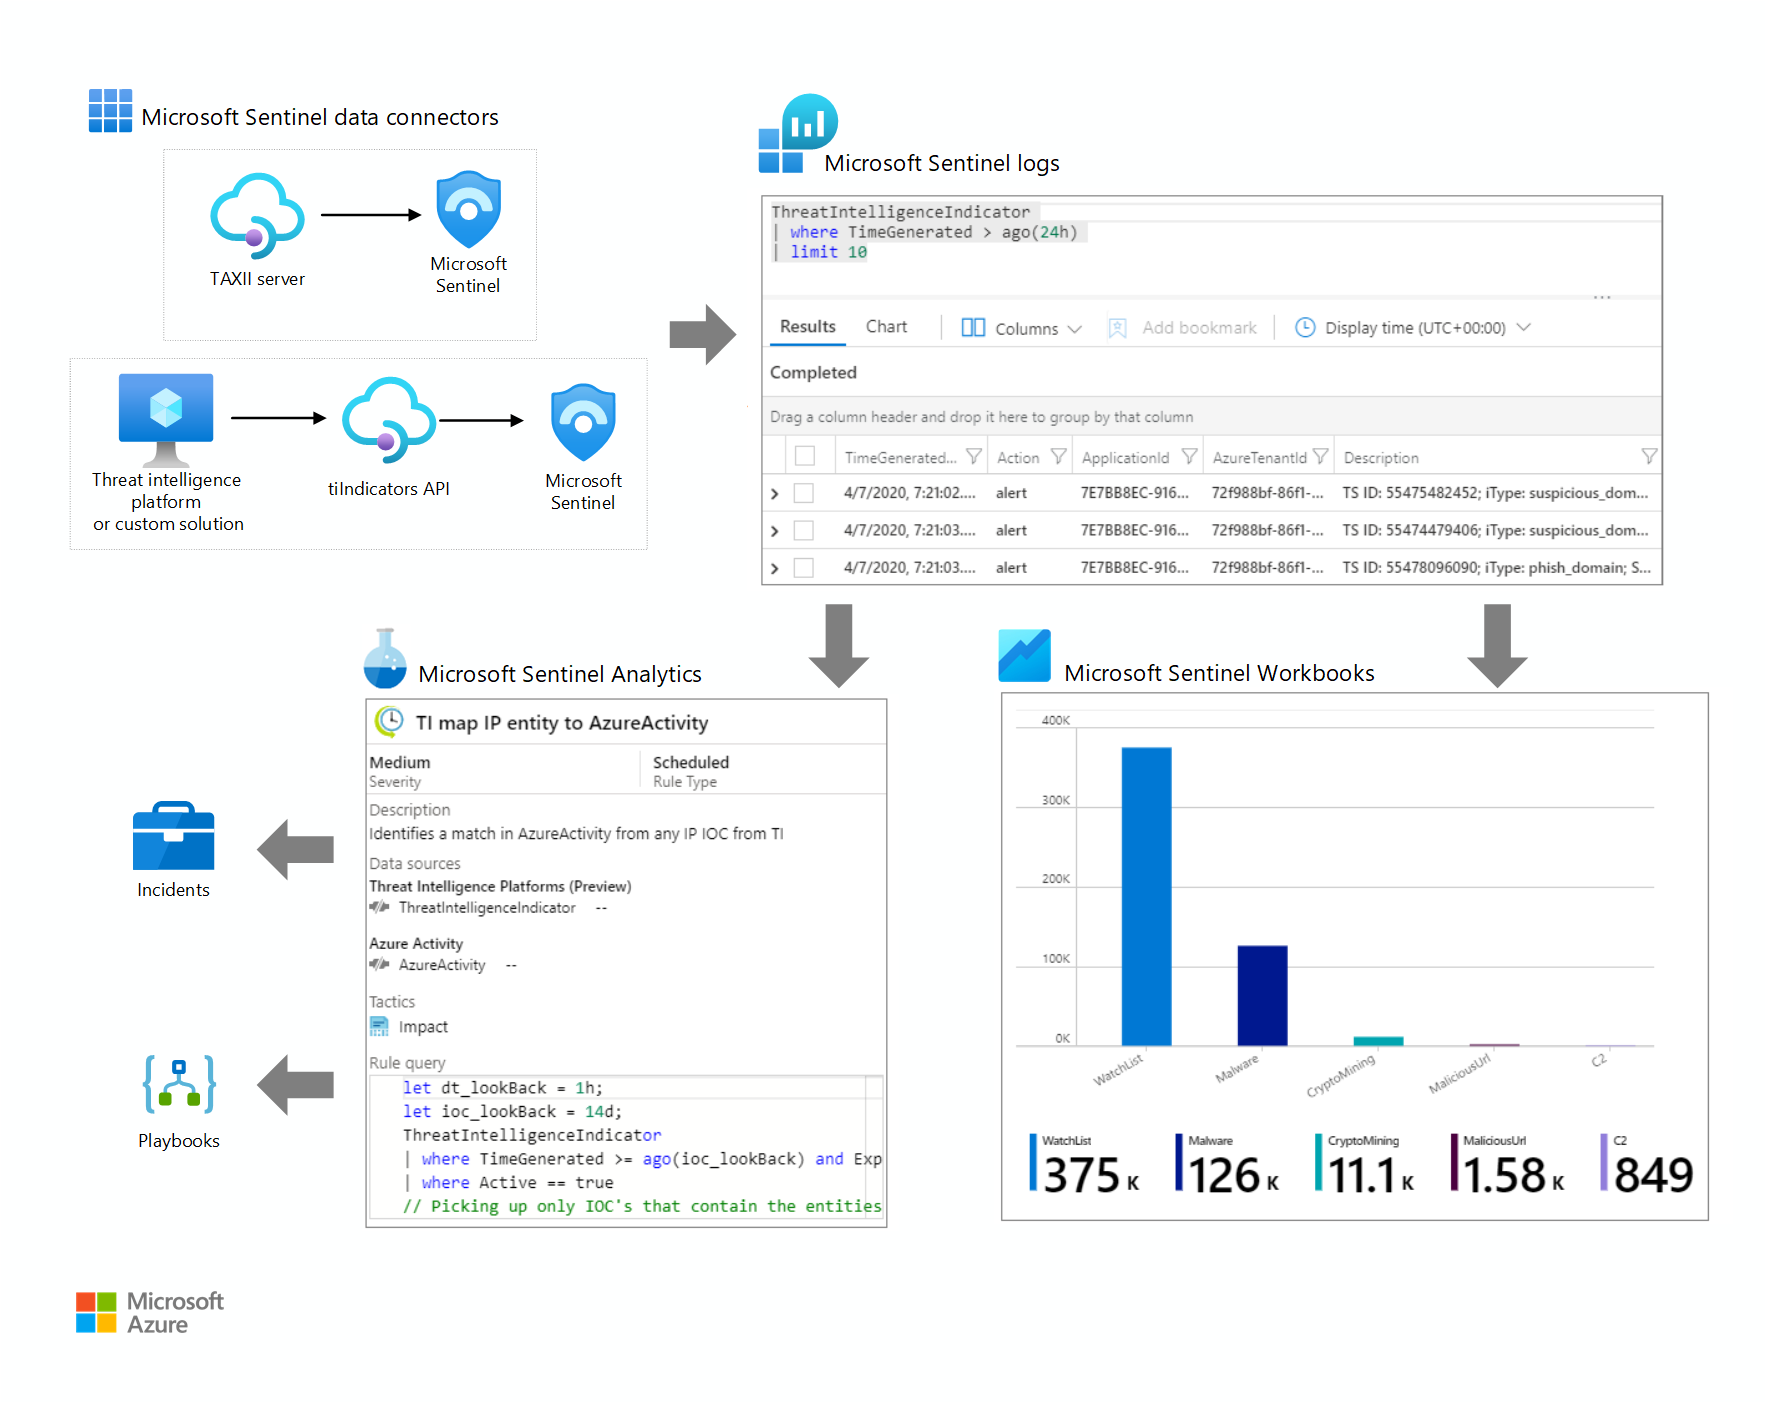 Microsoft Sentinel data connectors
TAXII server
Microsoft
Sentinel
Threat intelligence
platform
or custom solution
tiIndicators API
Microsoft
Sentinel
Microsoft Sentinel logs
ThreatIntelligenceIndicator
| where TimeGenerated > ago(24h)
| limit 10
...
Results Chart Columns Add bookmark Display time (UTC+00:00)
Completed
Drag a column header and drop it here to group by that column
TimeGenerated... Action ApplicationId AzureTenantId Description
4/7/2020, 7:21:02.... alert 7E7BB8EC-916... 72f988bf-86f1-... TS ID: 55475482452; iType: suspicious_dom...
4/7/2020, 7:21:03.... alert 7E7BB8EC-916... 72f988bf-86f1-... TS ID: 55474479406; iType: suspicious_dom...
4/7/2020, 7:21:03.... alert 7E7BB8EC-916... 72f988bf-86f1-... TS ID: 55478096090; iType: phish_domain; S...
Microsoft Sentinel Analytics
TI map IP entity to AzureActivity
Medium Scheduled
Severity Rule Type
Description
Identifies a match in AzureActivity from any IP IOC from TI
Data sources
Threat Intelligence Platforms (Preview)
ThreatIntelligenceIndicator --
Azure Activity
AzureActivity --
Tactics
Impact
Rule query
let dt_lookBack = 1h;
let ioc_lookBack = 14d;
ThreatIntelligenceIndicator
| where TimeGenerated >= ago(ioc_lookBack) and Exp
| where Active == true
// Picking up only IOC's that contain the entities
Incidents
Playbooks
Microsoft Sentinel Workbooks
400K
300K
200K
100K
0K
WatchList Malware CryptoMining MaliciousUrl C2
WatchList Malware CryptoMining MaliciousUrl C2
375 K 126 K 11.1 K 1.58 K 849
Microsoft
Azure